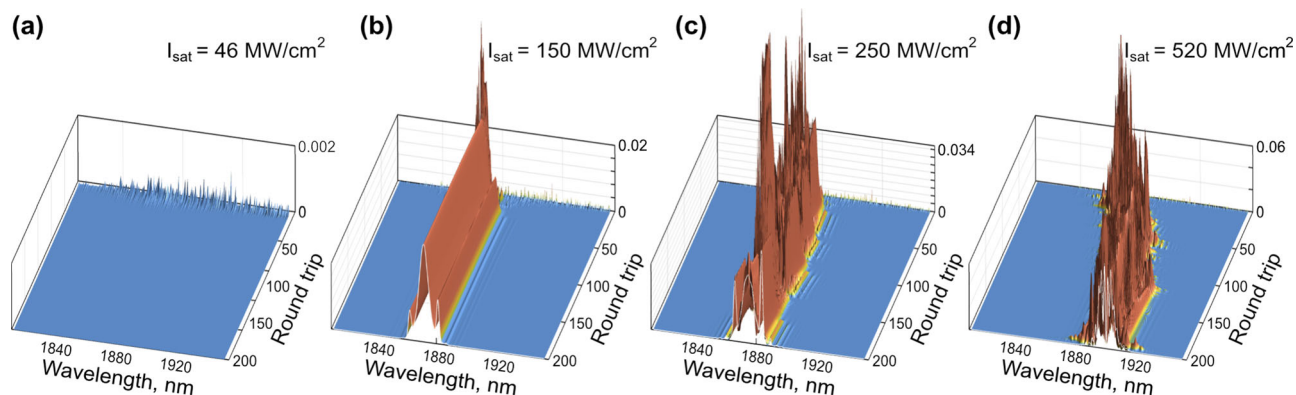 (a)
I_sat = 46 MW/cm²
0.002
0
50
100
150
200
Round trip
1840
1880
1920
Wavelength, nm
(b)
I_sat = 150 MW/cm²
0.02
0
50
100
150
200
Round trip
1840
1880
1920
Wavelength, nm
(c)
I_sat = 250 MW/cm²
0.034
0
50
100
150
200
Round trip
1840
1880
1920
Wavelength, nm
(d)
I_sat = 520 MW/cm²
0.06
0
50
100
150
200
Round trip
1840
1880
1920
Wavelength, nm